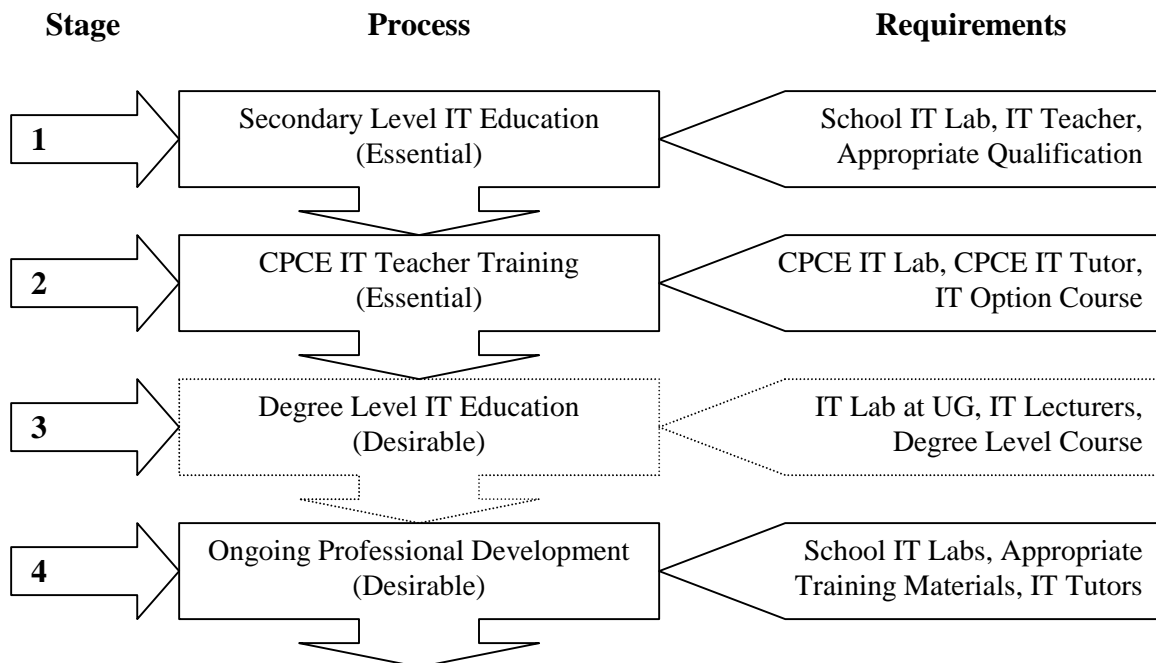 Stage Process Requirements
1
Secondary Level IT Education
(Essential)
School IT Lab, IT Teacher,
Appropriate Qualification
2
CPCE IT Teacher Training
(Essential)
CPCE IT Lab, CPCE IT Tutor,
IT Option Course
3
Degree Level IT Education
(Desirable)
IT Lab at UG, IT Lecturers,
Degree Level Course
4
Ongoing Professional Development
(Desirable)
School IT Labs, Appropriate
Training Materials, IT Tutors